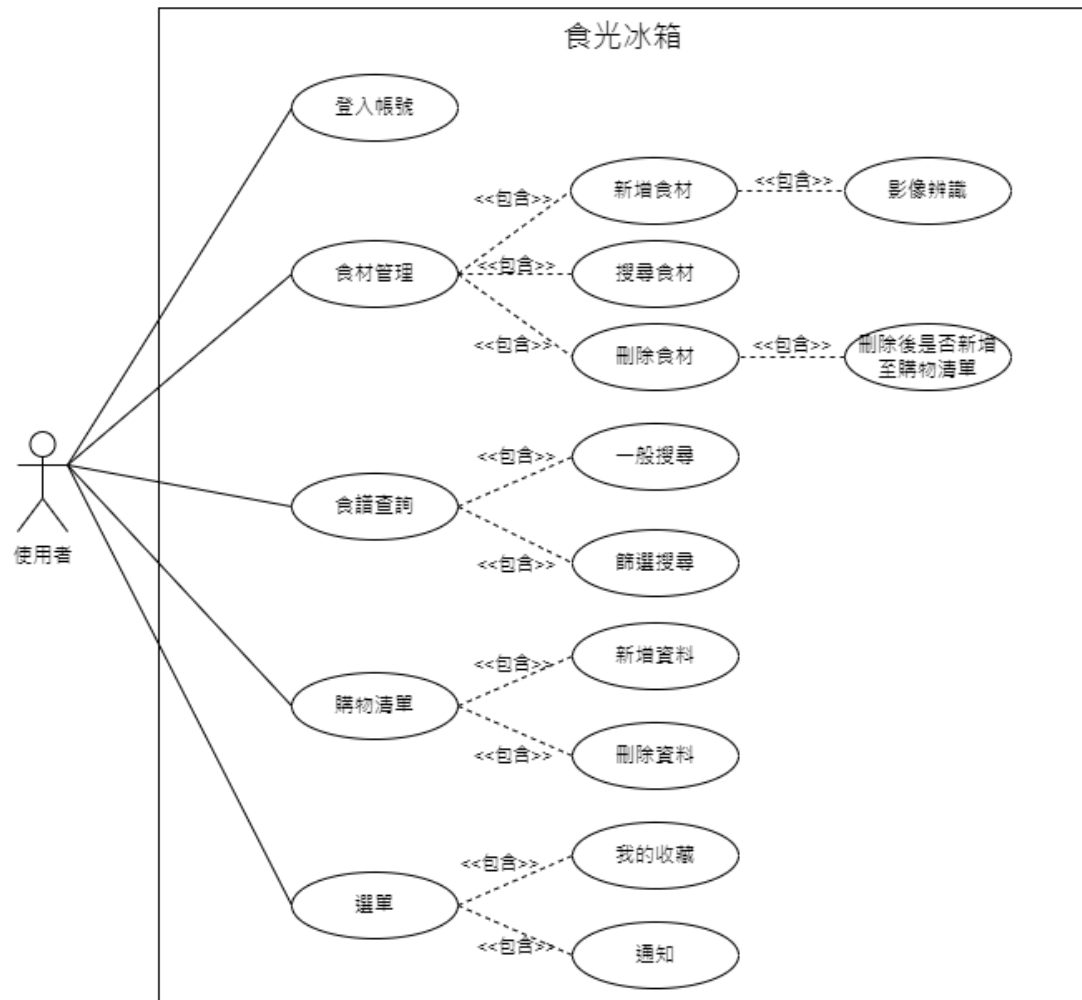 食光冰箱
登入帳號
<<包含>>
新增食材
<<包含>>
影像辨識
食材管理
<<包含>>
搜尋食材
<<包含>>
刪除食材
<<包含>>
刪除後是否新增
至購物清單
使用者
食譜查詢
<<包含>>
一般搜尋
<<包含>>
篩選搜尋
購物清單
<<包含>>
新增資料
<<包含>>
刪除資料
選單
<<包含>>
我的收藏
<<包含>>
通知